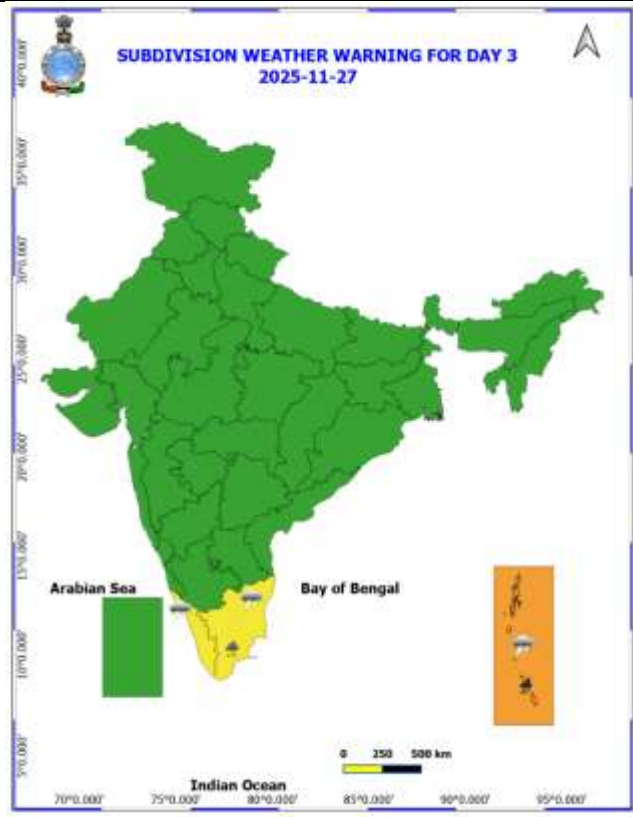 SUBDIVISION WEATHER WARNING FOR DAY 3
2025-11-27
40°0.000'
35°0.000'
30°0.000'
25°0.000'
20°0.000'
15°0.000'
10°0.000'
5°0.000'
Arabian Sea
Bay of Bengal
0 250 500 km
Indian Ocean
70°0.000' 75°0.000' 80°0.000' 85°0.000' 90°0.000' 95°0.000'